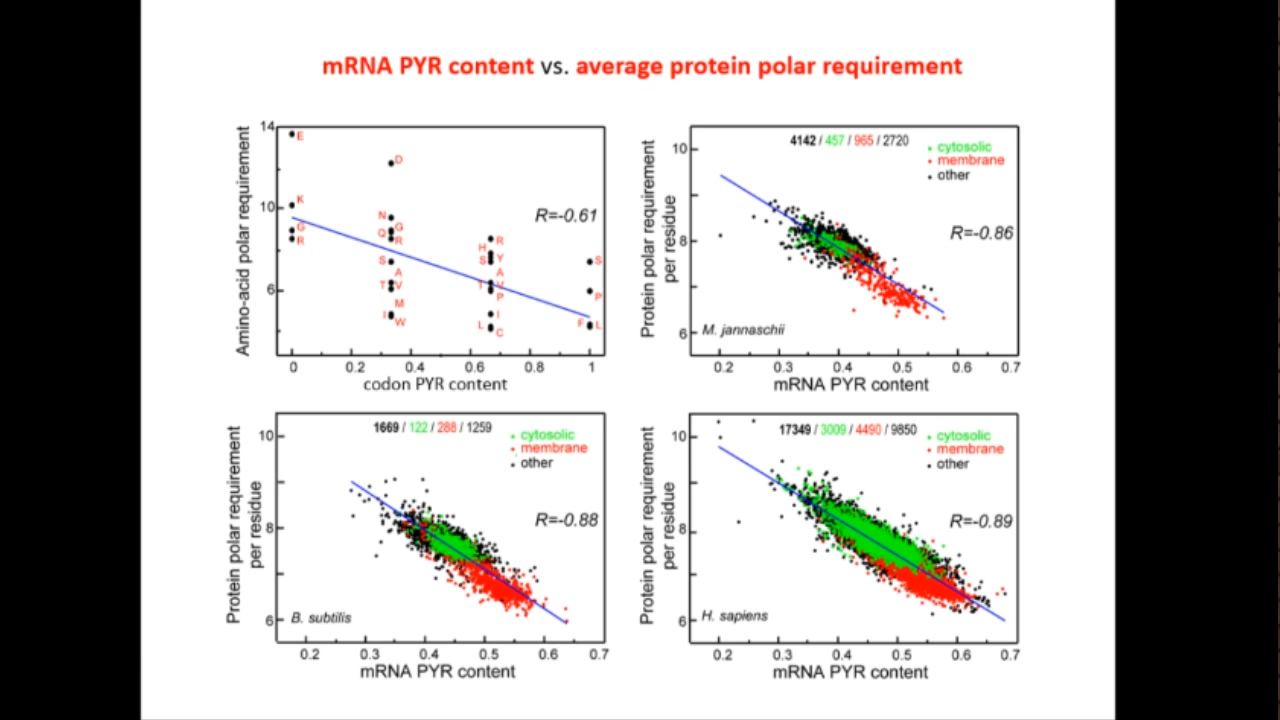 mRNA PYR content vs. average protein polar requirement
Amino-acid polar requirement
14
10
6
E
K
G
R
D
N
Q
G
R
S
A
T
V
M
I
W
R
H
Y
S
A
T
V
P
I
L
C
S
P
F
L
R=-0.61
0
0.2
0.4
0.6
0.8
1
codon PYR content
Protein polar requirement
per residue
10
8
6
4142 / 457 / 965 / 2720
cytosolic
membrane
other
R=-0.86
M. jannaschii
0.2
0.3
0.4
0.5
0.6
0.7
mRNA PYR content
Protein polar requirement
per residue
10
8
6
1669 / 122 / 288 / 1259
cytosolic
membrane
other
R=-0.88
B. subtilis
0.2
0.3
0.4
0.5
0.6
0.7
mRNA PYR content
Protein polar requirement
per residue
10
8
6
17349 / 3009 / 4490 / 9850
cytosolic
membrane
other
R=-0.89
H. sapiens
0.2
0.3
0.4
0.5
0.6
0.7
mRNA PYR content